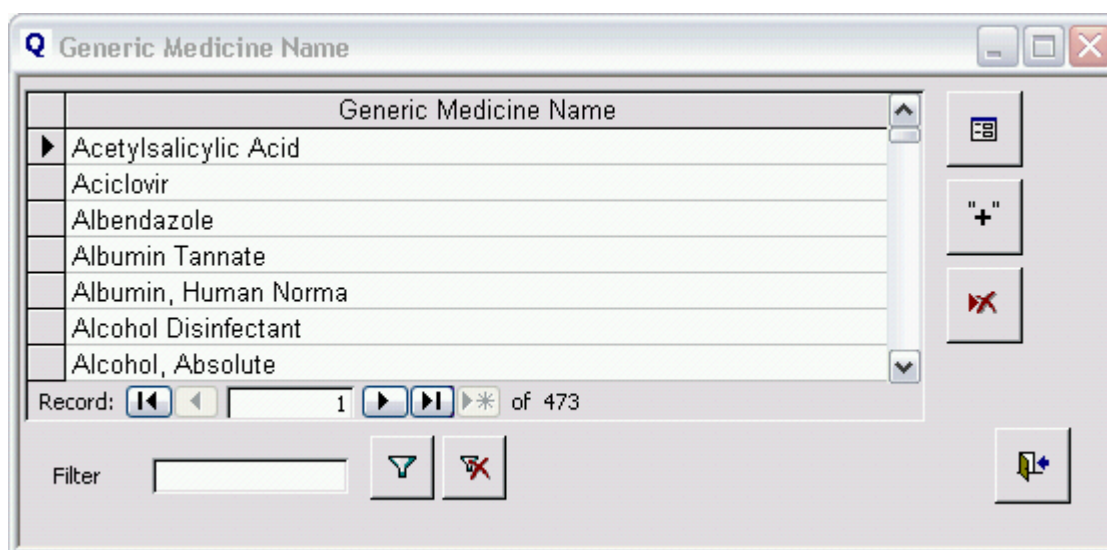 Q Generic Medicine Name
Generic Medicine Name
Acetylsalicylic Acid
Aciclovir
Albendazole
Albumin Tannate
Albumin, Human Norma
Alcohol Disinfectant
Alcohol, Absolute
Record: 1 of 473
Filter
"+"